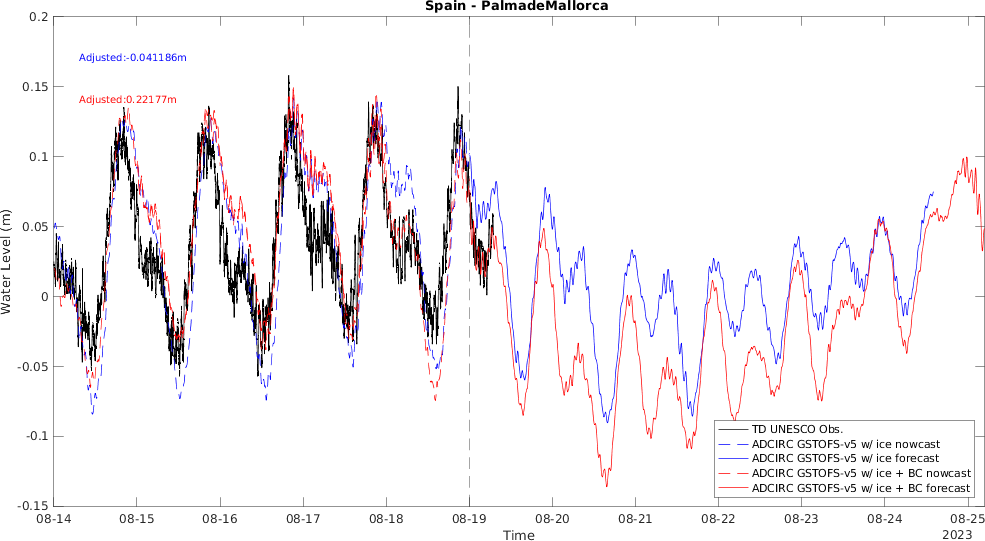 Spain - PalmadeMallorca
0.2
0.15
0.1
0.05
0
-0.05
-0.1
-0.15
Water Level (m)
Adjusted:-0.041186m
Adjusted:0.22177m
TD UNESCO Obs.
ADCIRC GSTOFS-v5 w/ ice nowcast
ADCIRC GSTOFS-v5 w/ ice forecast
ADCIRC GSTOFS-v5 w/ ice + BC nowcast
ADCIRC GSTOFS-v5 w/ ice + BC forecast
08-14 08-15 08-16 08-17 08-18 08-19 08-20 08-21 08-22 08-23 08-24 08-25
Time
2023